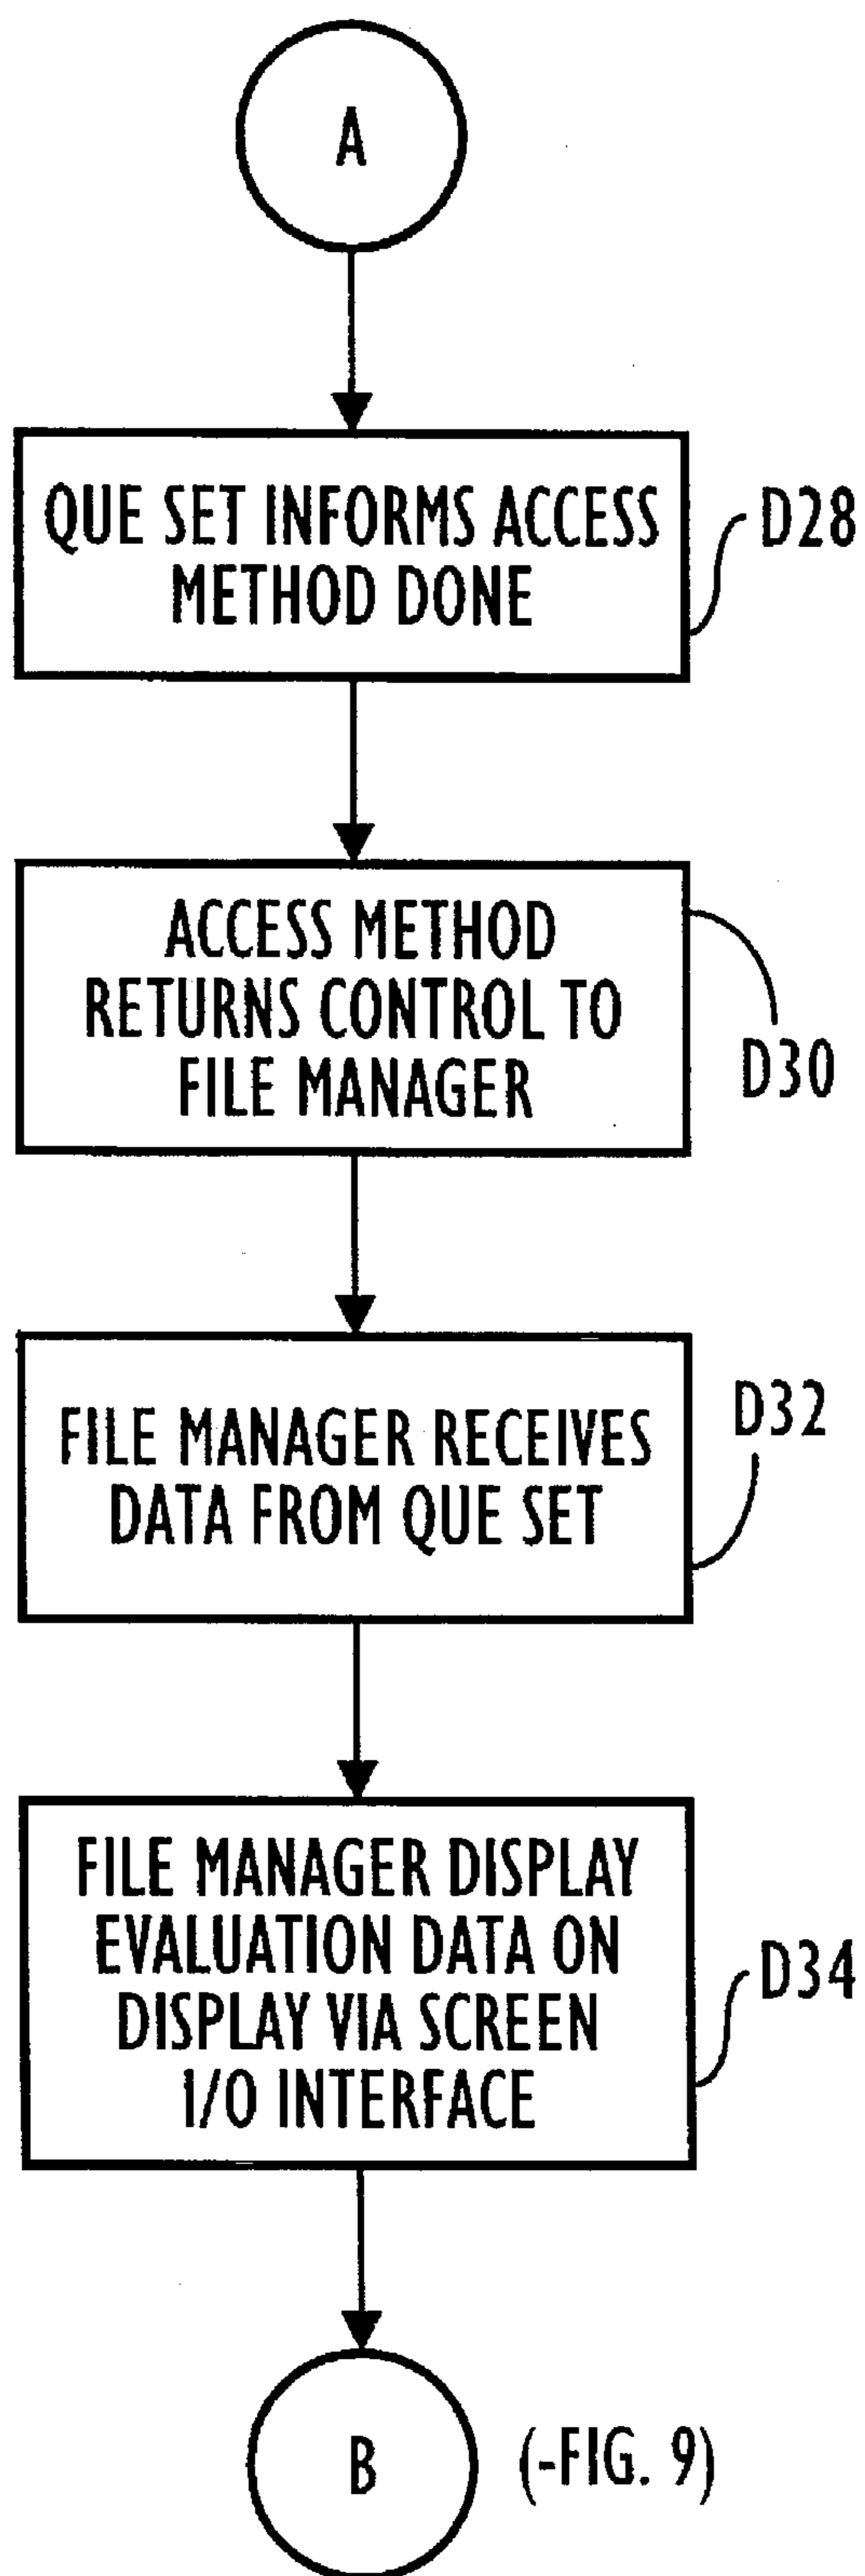 A
QUE SET INFORMS ACCESS
METHOD DONE
D28
ACCESS METHOD
RETURNS CONTROL TO
FILE MANAGER
D30
FILE MANAGER RECEIVES
DATA FROM QUE SET
D32
FILE MANAGER DISPLAY
EVALUATION DATA ON
DISPLAY VIA SCREEN
I/O INTERFACE
D34
B
(-FIG. 9)